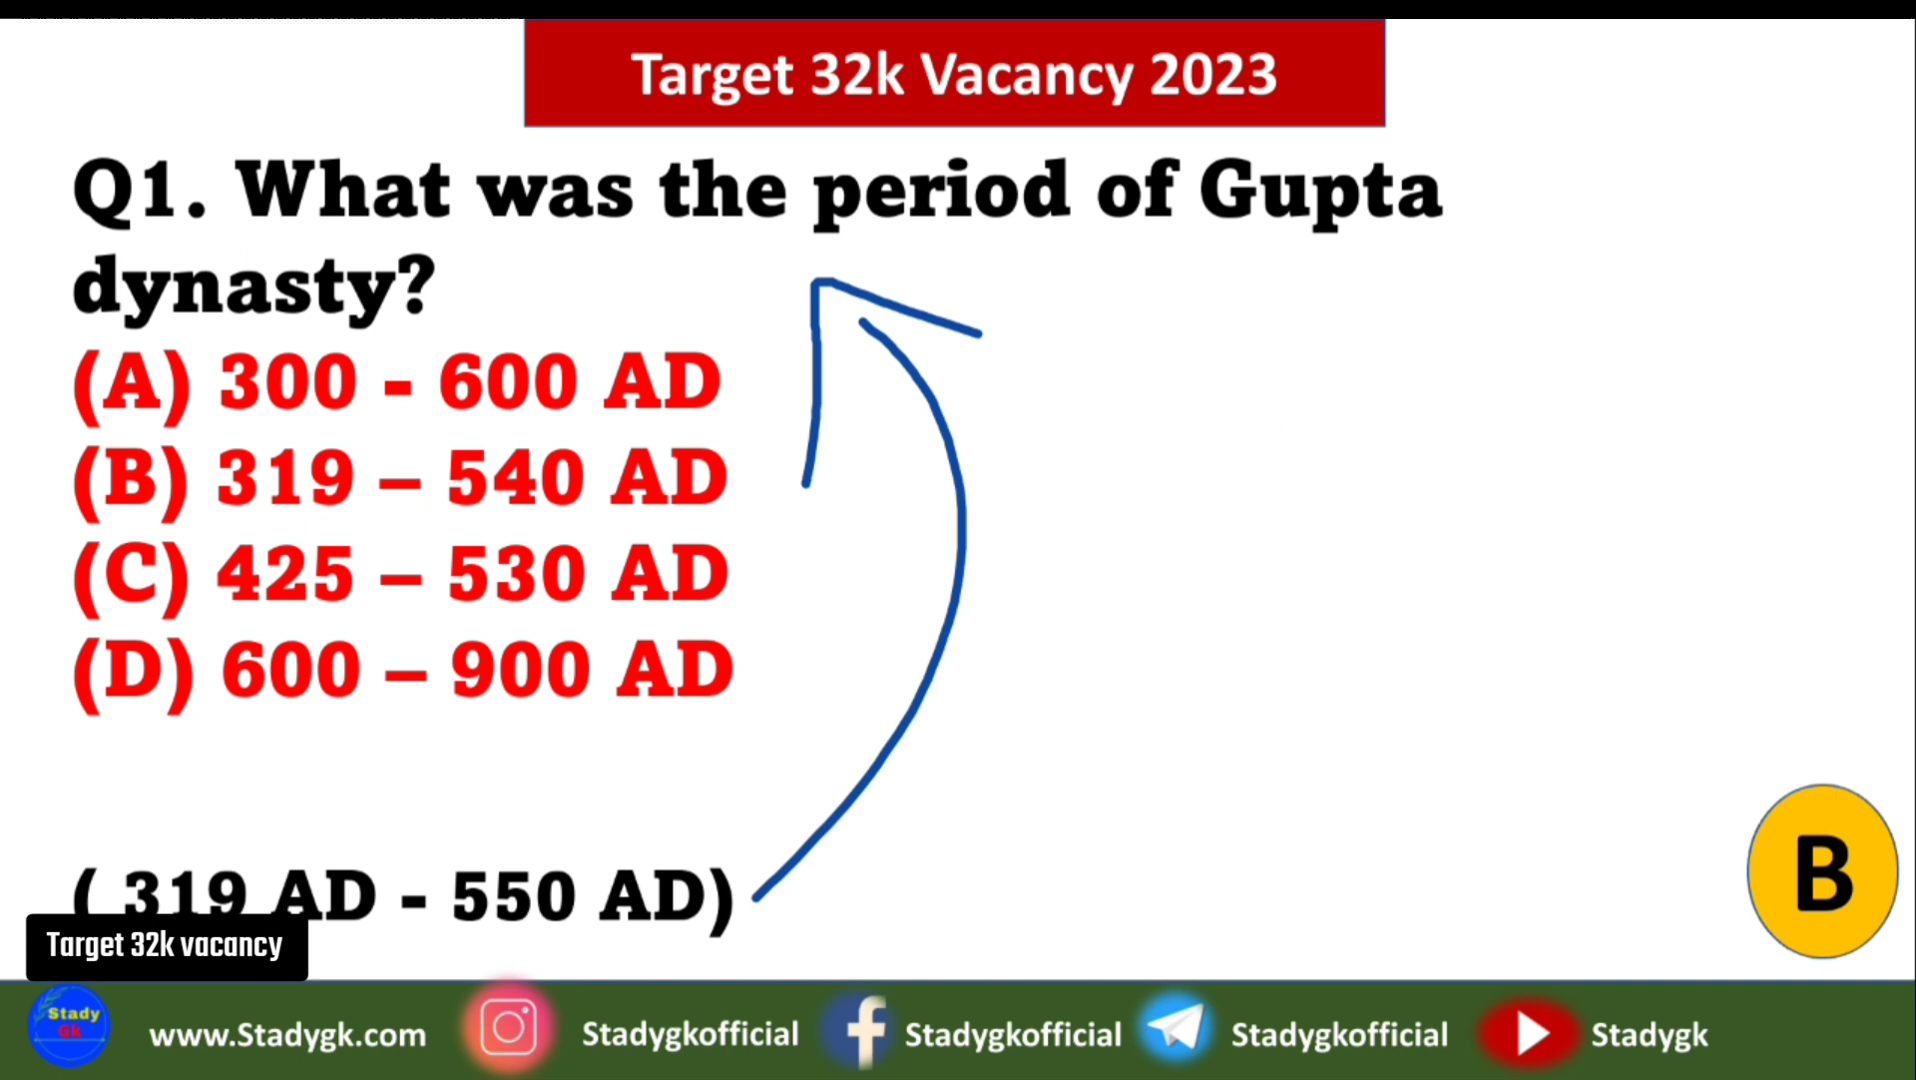 Target 32k Vacancy 2023
Q1. What was the period of Gupta
dynasty?
(A) 300 - 600 AD
(B) 319 – 540 AD
(C) 425 – 530 AD
(D) 600 – 900 AD
( 319 AD - 550 AD)
B
Target 32k vacancy
Stady
Gk
www.Stadygk.com
Stadygkofficial
Stadygkofficial
Stadygkofficial
Stadygk